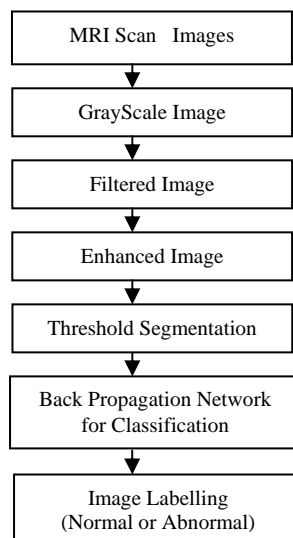 MRI Scan Images
GrayScale Image
Filtered Image
Enhanced Image
Threshold Segmentation
Back Propagation Network
for Classification
Image Labelling
(Normal or Abnormal)